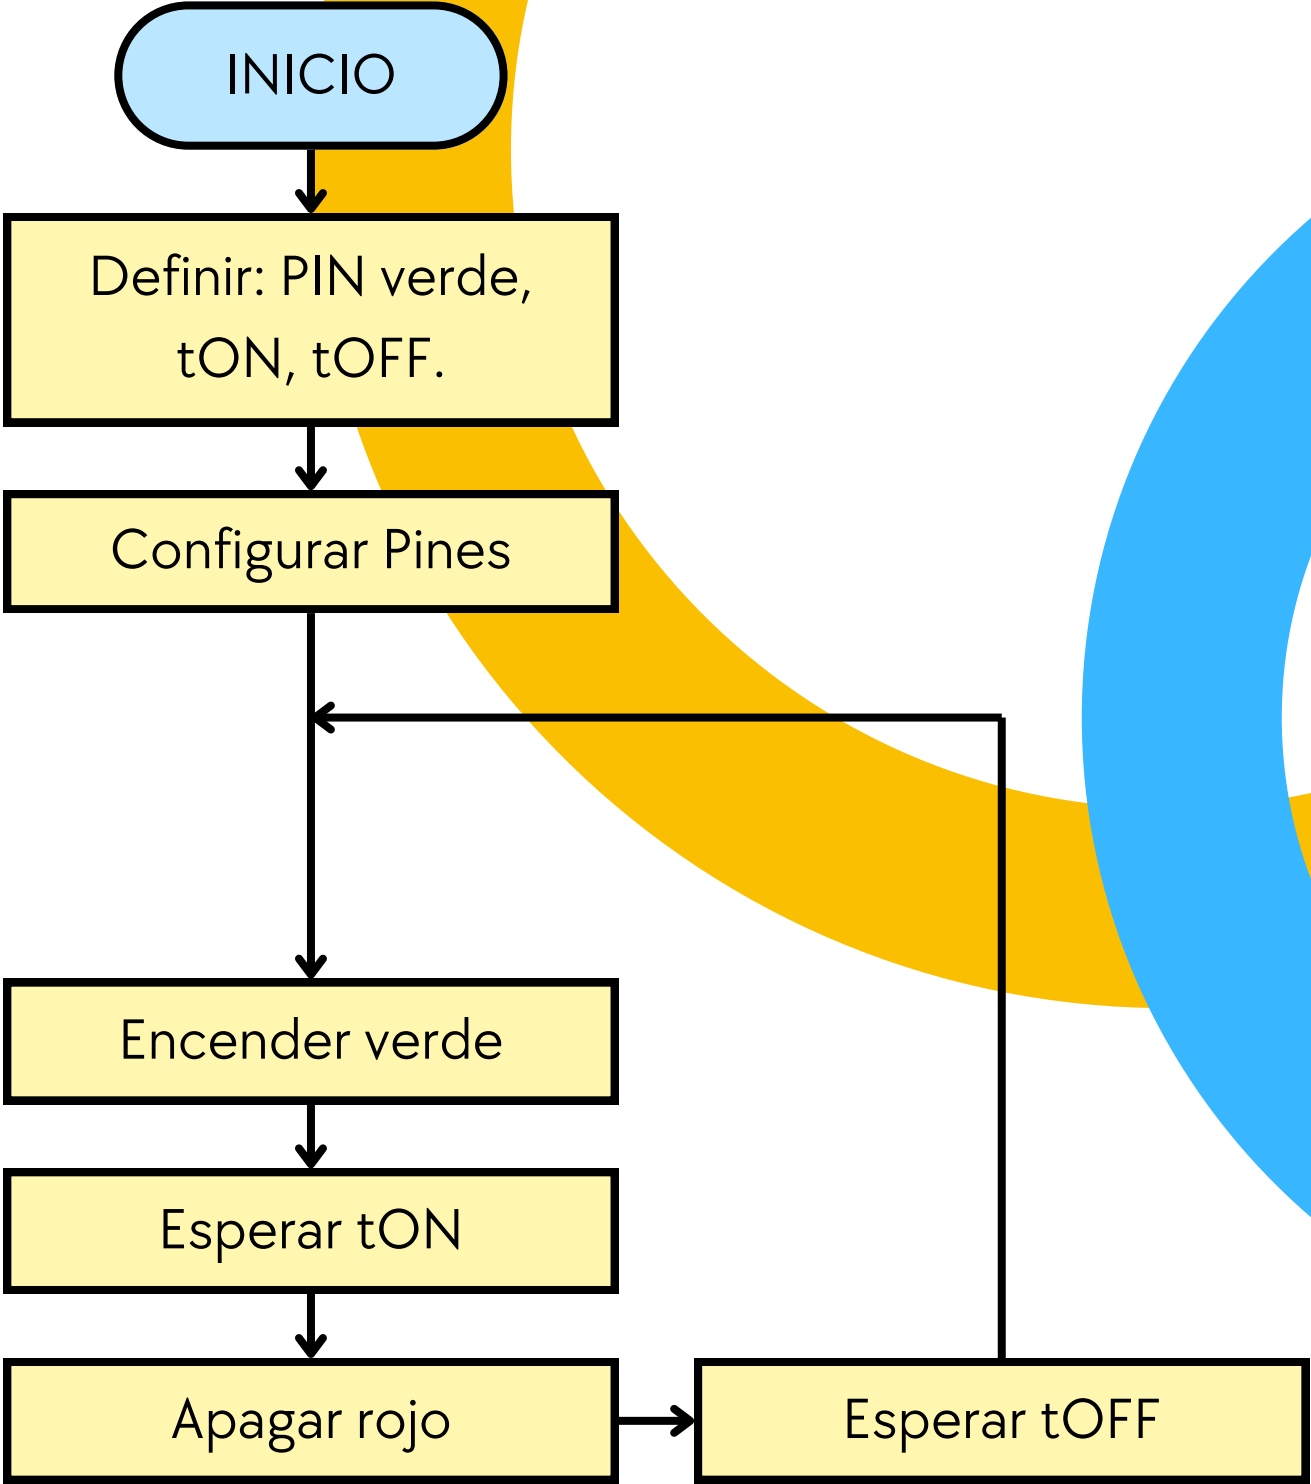 INICIO
Definir: PIN verde,
tON, tOFF.
Configurar Pines
Encender verde
Esperar tON
Apagar rojo
Esperar tOFF